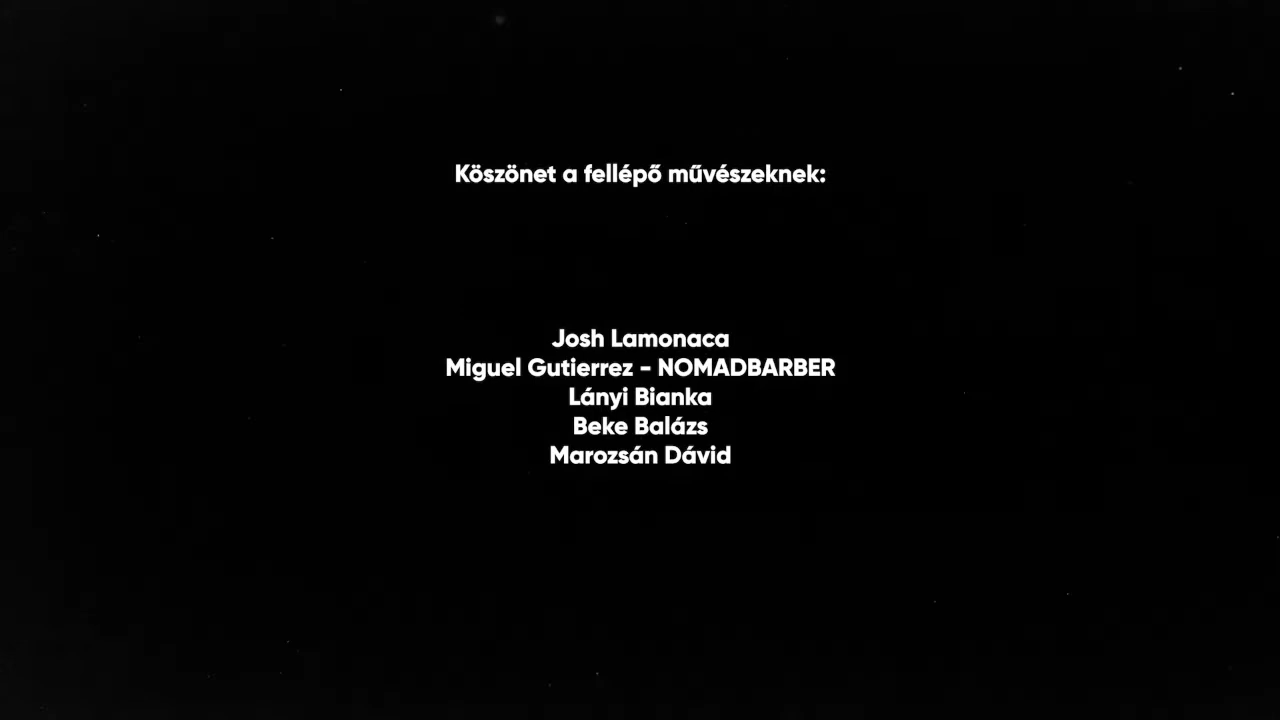 Köszönet a fellépő művészeknek:
Josh Lamonaca
Miguel Gutierrez - NOMADBARBER
Lányi Bianka
Beke Balázs
Marozsán Dávid